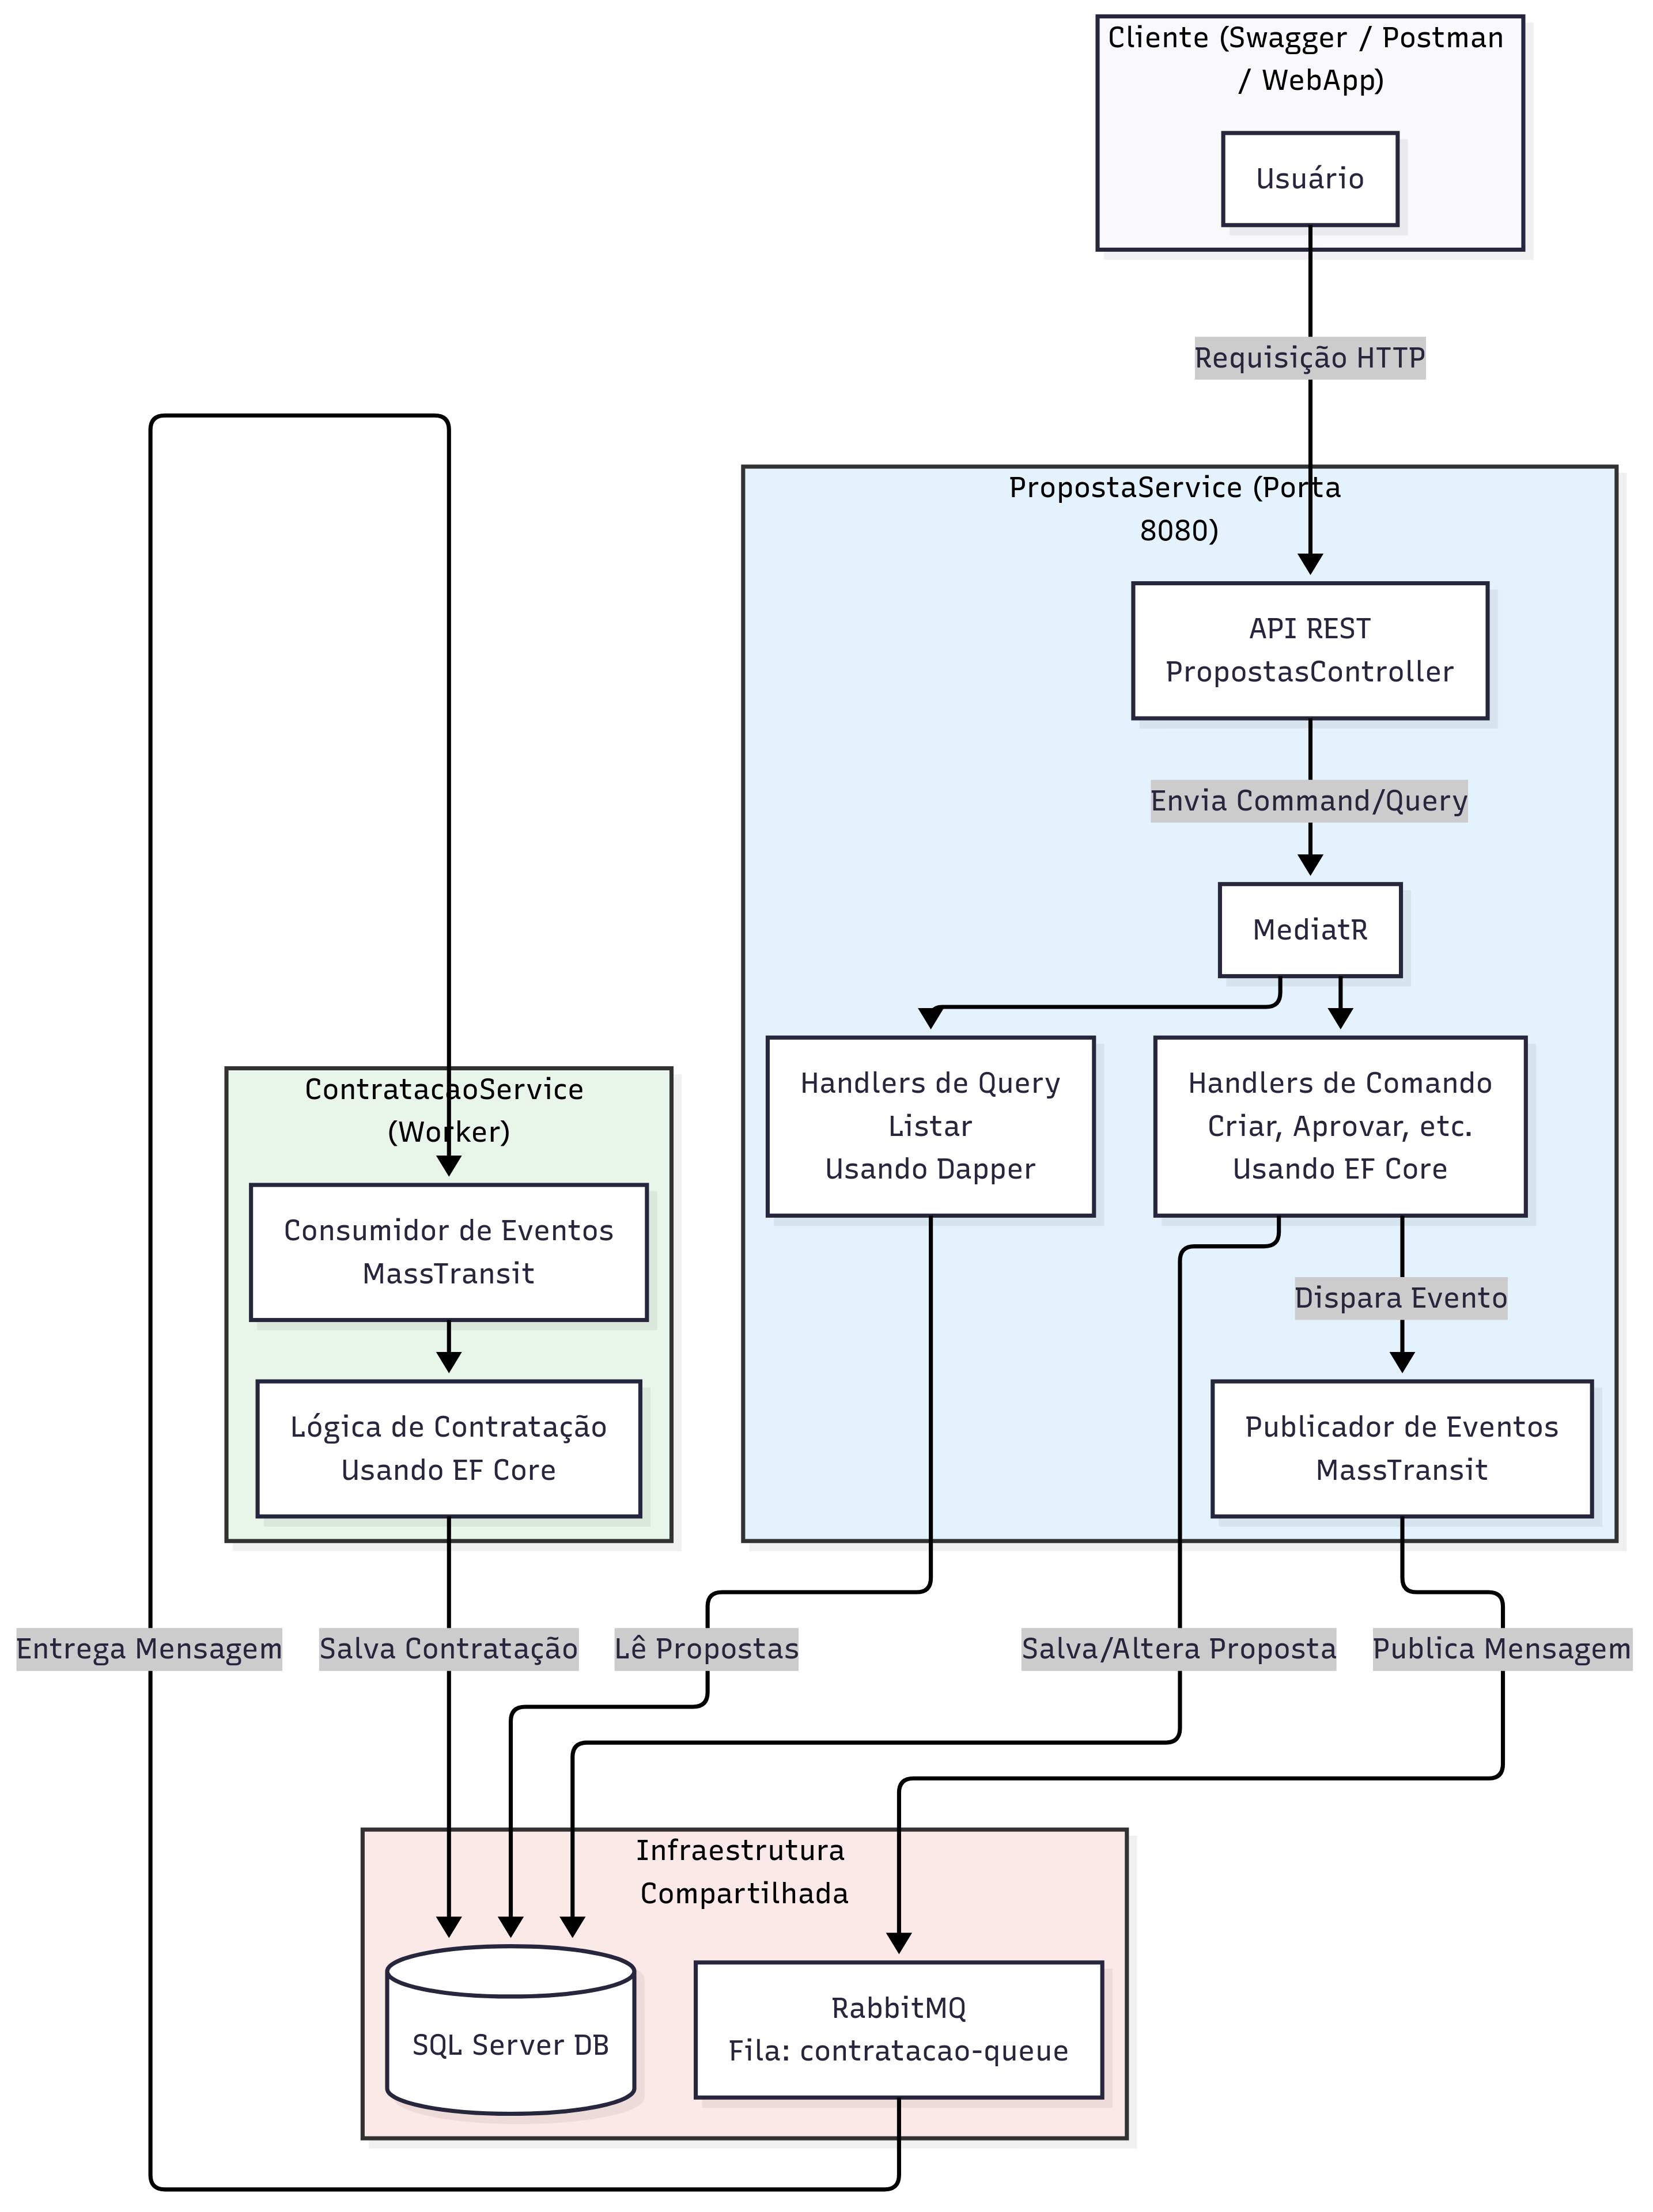 Cliente (Swagger / Postman
/ WebApp)
Usuário
Requisição HTTP
PropostaService (Porta
8080)
API REST
PropostasController
Envia Command/Query
MediatR
Handlers de Query
Listar
Usando Dapper
Handlers de Comando
Criar, Aprovar, etc.
Usando EF Core
ContratacaoService
(Worker)
Consumidor de Eventos
MassTransit
Dispara Evento
Lógica de Contratação
Usando EF Core
Publicador de Eventos
MassTransit
Entrega Mensagem
Salva Contratação
Lê Propostas
Salva/Altera Proposta
Publica Mensagem
Infraestrutura
Compartilhada
SQL Server DB
RabbitMQ
Fila: contratacao-queue